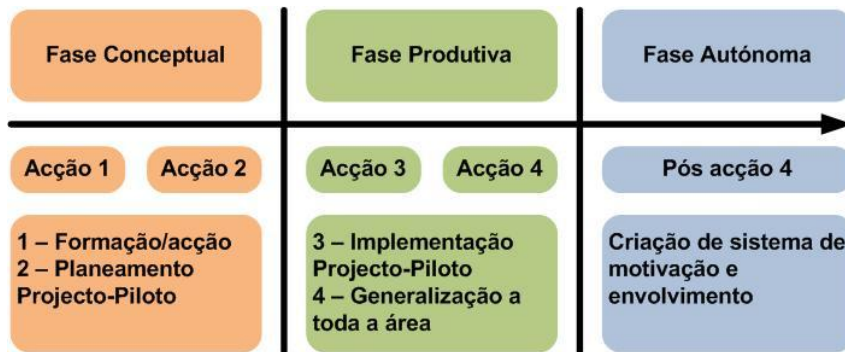 Fase Conceptual
Fase Produtiva
Fase Autónoma
Acção 1
Acção 2
Acção 3
Acção 4
Pós acção 4
1 – Formação/acção
2 – Planeamento
Projecto-Piloto
3 – Implementação
Projecto-Piloto
4 – Generalização a
toda a área
Criação de sistema de
motivação e
envolvimento